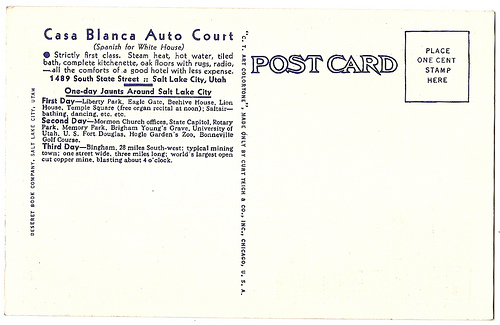 Casa Blanca Auto Court
(Spanish for White House)
● Strictly first class. Steam heat, hot water, tiled
bath, complete kitchenette, oak floors with rugs, radio,
—all the comforts of a good hotel with less expense.
1489 South State Street :: Salt Lake City, Utah
One-day Jaunts Around Salt Lake City
First Day—Liberty Park, Eagle Gate, Beehive House, Lion
House, Temple Square (free organ recital at noon); Saltair—
bathing, dancing, etc. etc.
Second Day—Mormon Church offices, State Capitol, Rotary
Park, Memory Park, Brigham Young's Grave, University of
Utah, U. S. Fort Douglas, Hogle Garden's Zoo, Bonneville
Golf Course.
Third Day—Bingham, 28 miles South-west; typical mining
town; one street wide, three miles long; world's largest open
cut copper mine, blasting about 4 o'clock.
DESERET BOOK COMPANY, SALT LAKE CITY, UTAH
"C. T. ART COLORTONE", MADE ONLY BY CURT TEICH & CO., INC., CHICAGO, U. S. A.
POST CARD
PLACE
ONE CENT
STAMP
HERE